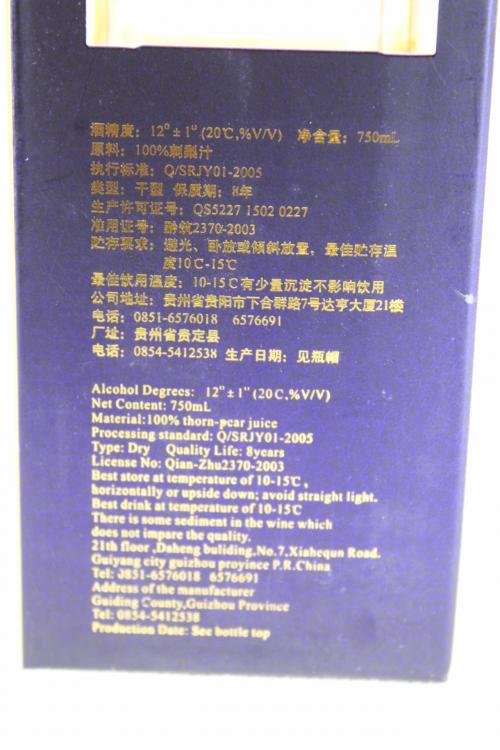 酒精度：12°±1°(20℃,%V/V) 净含量：750mL
原料：100%刺梨汁
执行标准：Q/SRJY01-2005
类型：干型 保质期：8年
生产许可证号：QS5227 1502 0227
准用证号：黔筑2370-2003
贮存要求：避光、卧放或倾斜放置，最佳贮存温
度10℃-15℃
最佳饮用温度：10-15℃有少量沉淀不影响饮用
公司地址：贵州省贵阳市下合群路7号达亨大厦21楼
电话：0851-6576018 6576691
厂址：贵州省贵定县
电话：0854-5412538 生产日期：见瓶帽
Alcohol Degrees: 12°±1°(20C,%V/V)
Net Content: 750mL
Material:100% thorn-pear juice
Processing standard: Q/SRJY01-2005
Type: Dry Quality Life: 8years
License No: Qian-Zhu2370-2003
Best store at temperature of 10-15℃,
horizontally or upside down; avoid straight light.
Best drink at temperature of 10-15℃
There is some sediment in the wine which
does not impare the quality.
21th floor ,Daheng buliding,No.7,Xiahequn Road.
Guiyang city guizhou province P.R.China
Tel: 0851-6576018 6576691
Address of the manufacturer
Guiding County,Guizhou Province
Tel: 0854-5412538
Production Date: See bottle top